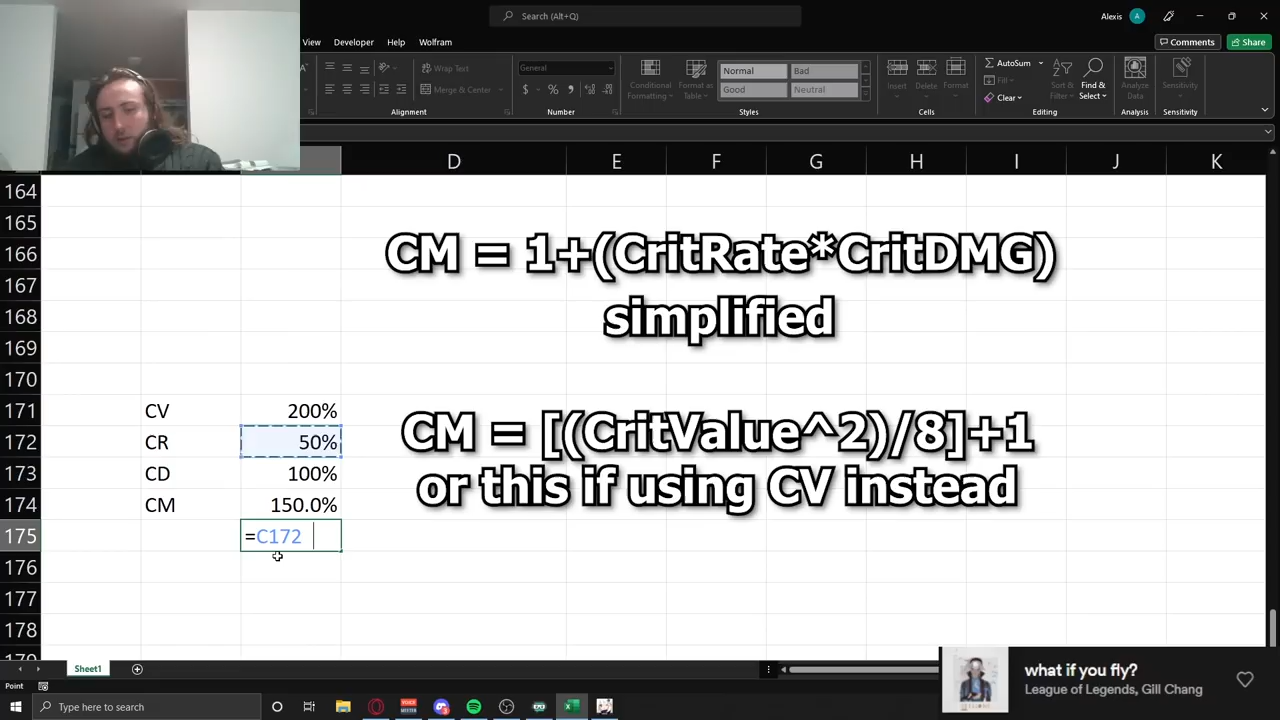 Search (Alt+Q)
Alexis
A
View Developer Help Wolfram
Comments
Share
Wrap Text
General
Normal
Bad
AutoSum
Merge & Center
$ % ,
Conditional Formatting
Format as Table
Good
Neutral
Insert
Delete
Format
Fill
Clear
Sort & Filter
Find & Select
Analyze Data
Sensitivity
Alignment
Number
Styles
Cells
Editing
Analysis
Sensitivity
D E F G H I J K
164
165
166
167
168
169
170
171 CV 200%
172 CR 50%
173 CD 100%
174 CM 150.0%
175 =C172
176
177
178
CM = 1+(CritRate*CritDMG)
simplified
CM = [((CritValue^2)/8]+1
or this if using CV instead
Sheet1
Point
what if you fly?
League of Legends, Gill Chang
Type here to search